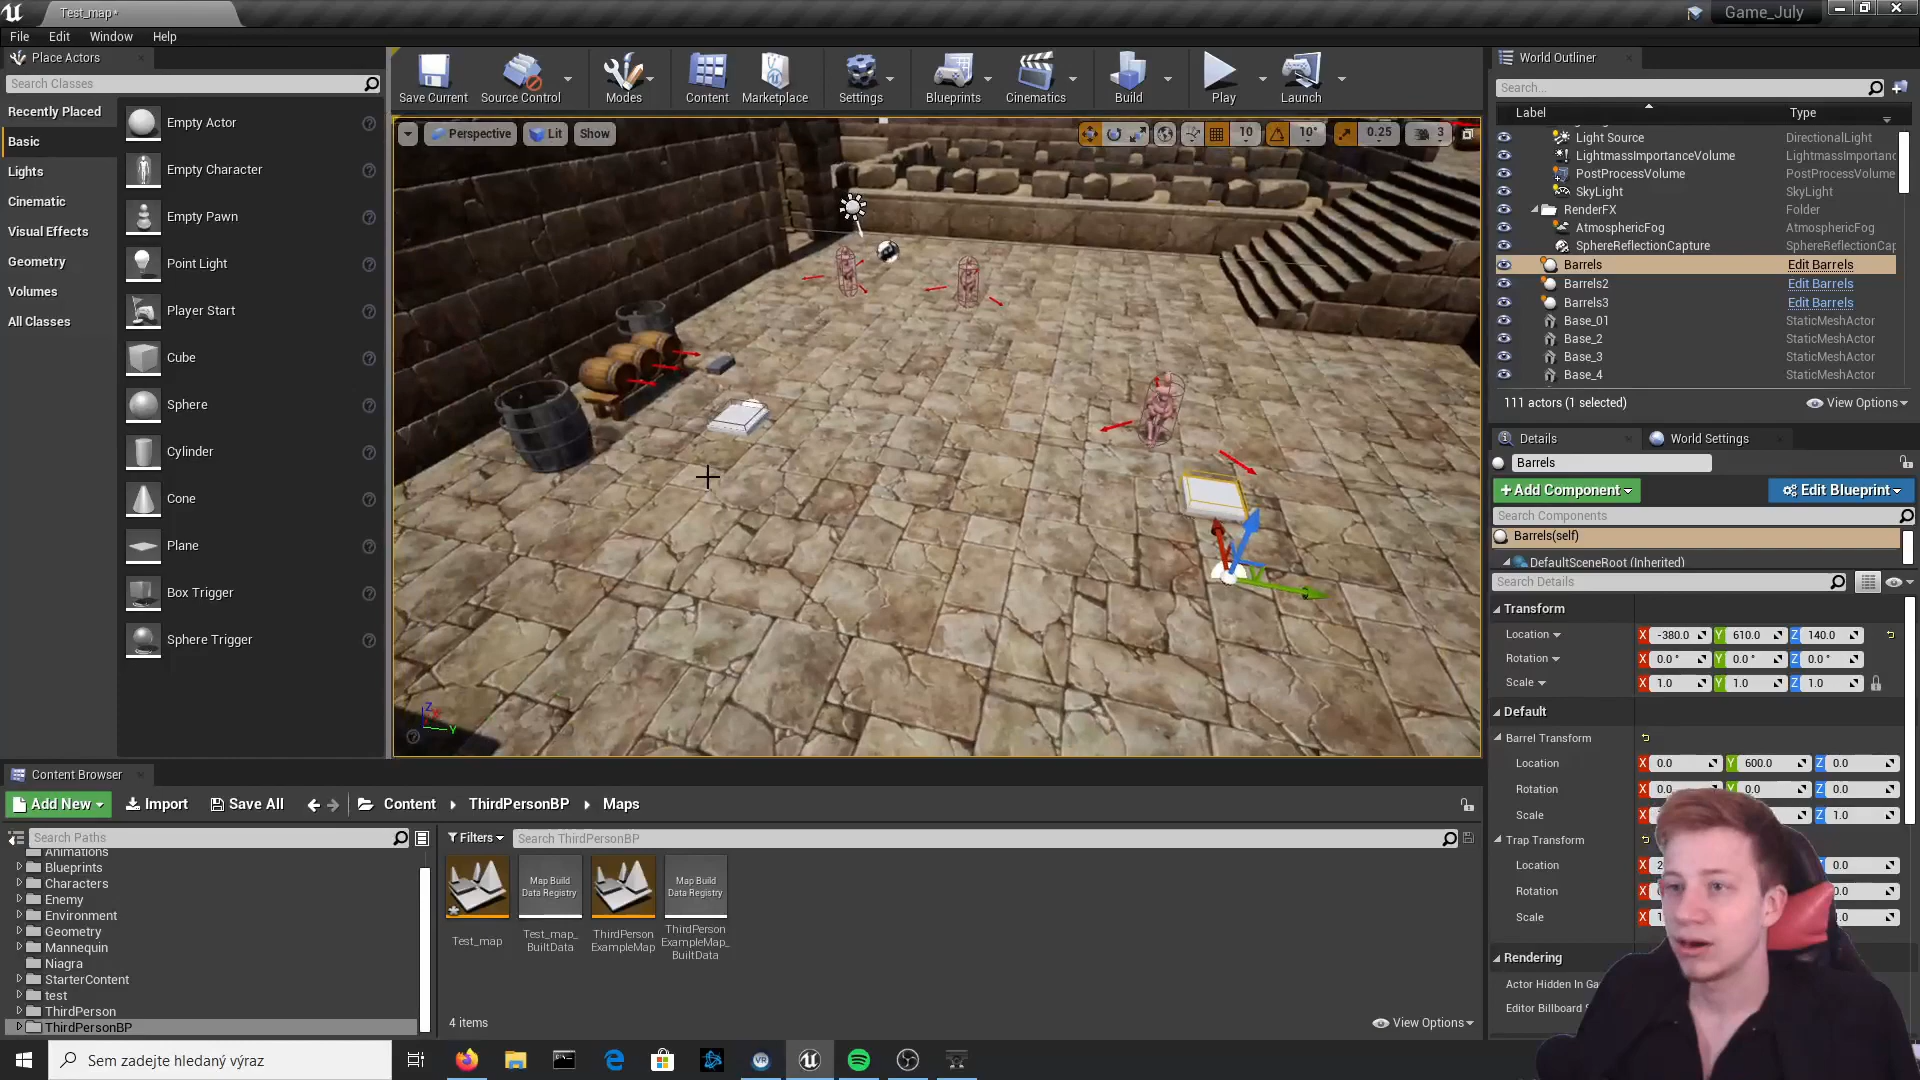 Test_map*
Game_July
File Edit Window Help
Place Actors
Search Classes
Recently Placed
Basic
Lights
Cinematic
Visual Effects
Geometry
Volumes
All Classes
Empty Actor
Empty Character
Empty Pawn
Point Light
Player Start
Cube
Sphere
Cylinder
Cone
Plane
Box Trigger
Sphere Trigger
Save Current Source Control Modes Content Marketplace Settings Blueprints Cinematics Build Play Launch
Perspective Lit Show
10 10° 0.25 3
Z
Y
World Outliner
Search...
Label Type
Light Source DirectionalLight
LightmassImportanceVolume LightmassImportanc
PostProcessVolume PostProcessVolume
SkyLight SkyLight
RenderFX Folder
AtmosphericFog AtmosphericFog
SphereReflectionCapture SphereReflectionCap
Barrels Edit Barrels
Barrels2 Edit Barrels
Barrels3 Edit Barrels
Base_01 StaticMeshActor
Base_2 StaticMeshActor
Base_3 StaticMeshActor
Base_4 StaticMeshActor
111 actors (1 selected) View Options
Details World Settings
Barrels
+Add Component Edit Blueprint
Search Components
Barrels(self)
DefaultSceneRoot (Inherited)
Search Details
Transform
Location X -380.0 Y 610.0 Z 140.0
Rotation X 0.0 ° Y 0.0 ° Z 0.0 °
Scale X 1.0 Y 1.0 Z 1.0
Default
Barrel Transform
Location X 0.0 Y 600.0 Z 0.0
Rotation X 0.0 Y 0.0 Z 0.0
Scale X 1.0
Trap Transform
Location X 2 Z 0.0
Rotation X 0.0
Scale X 1 1.0
Rendering
Actor Hidden In Ga
Editor Billboard
Content Browser
Add New Import Save All Content ThirdPersonBP Maps
Search Paths
Filters Search ThirdPersonBP
Animations
Blueprints
Characters
Enemy
Environment
Geometry
Mannequin
Niagra
StarterContent
test
ThirdPerson
ThirdPersonBP
Map Build Data Registry
Map Build Data Registry
Test_map
Test_map_
BuiltData
ThirdPerson
ExampleMap
ThirdPerson
ExampleMap_
BuiltData
4 items
View Options
Sem zadejte hledaný výraz